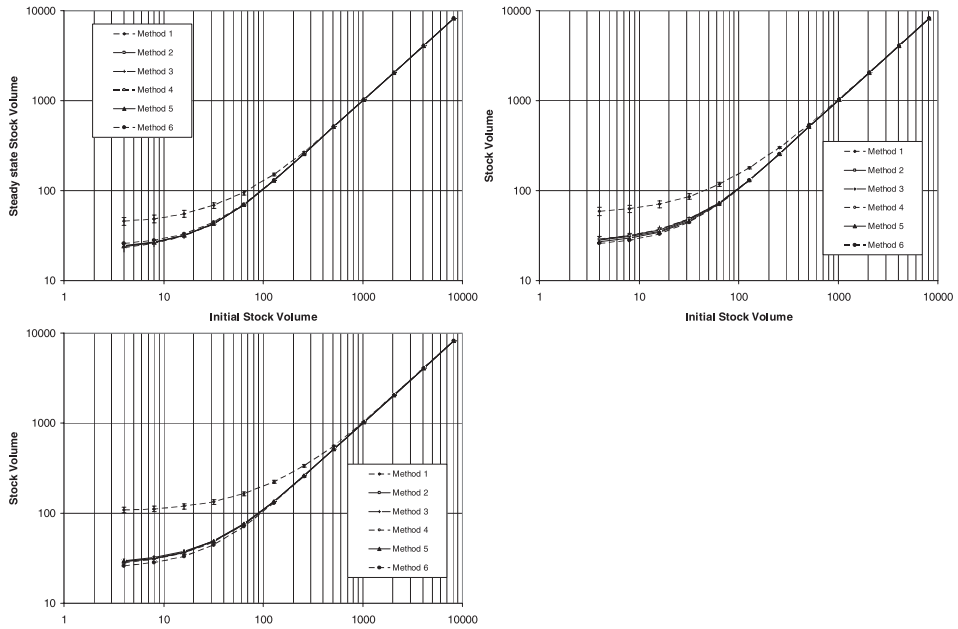 10000
1000
100
10
Steady state Stock Volume
Method 1
Method 2
Method 3
Method 4
Method 5
Method 6
1 10 100 1000 10000
Initial Stock Volume
10000
1000
100
10
Stock Volume
Method 1
Method 2
Method 3
Method 4
Method 5
Method 6
1 10 100 1000 10000
Initial Stock Volume
10000
1000
100
10
Stock Volume
Method 1
Method 2
Method 3
Method 4
Method 5
Method 6
1 10 100 1000 10000